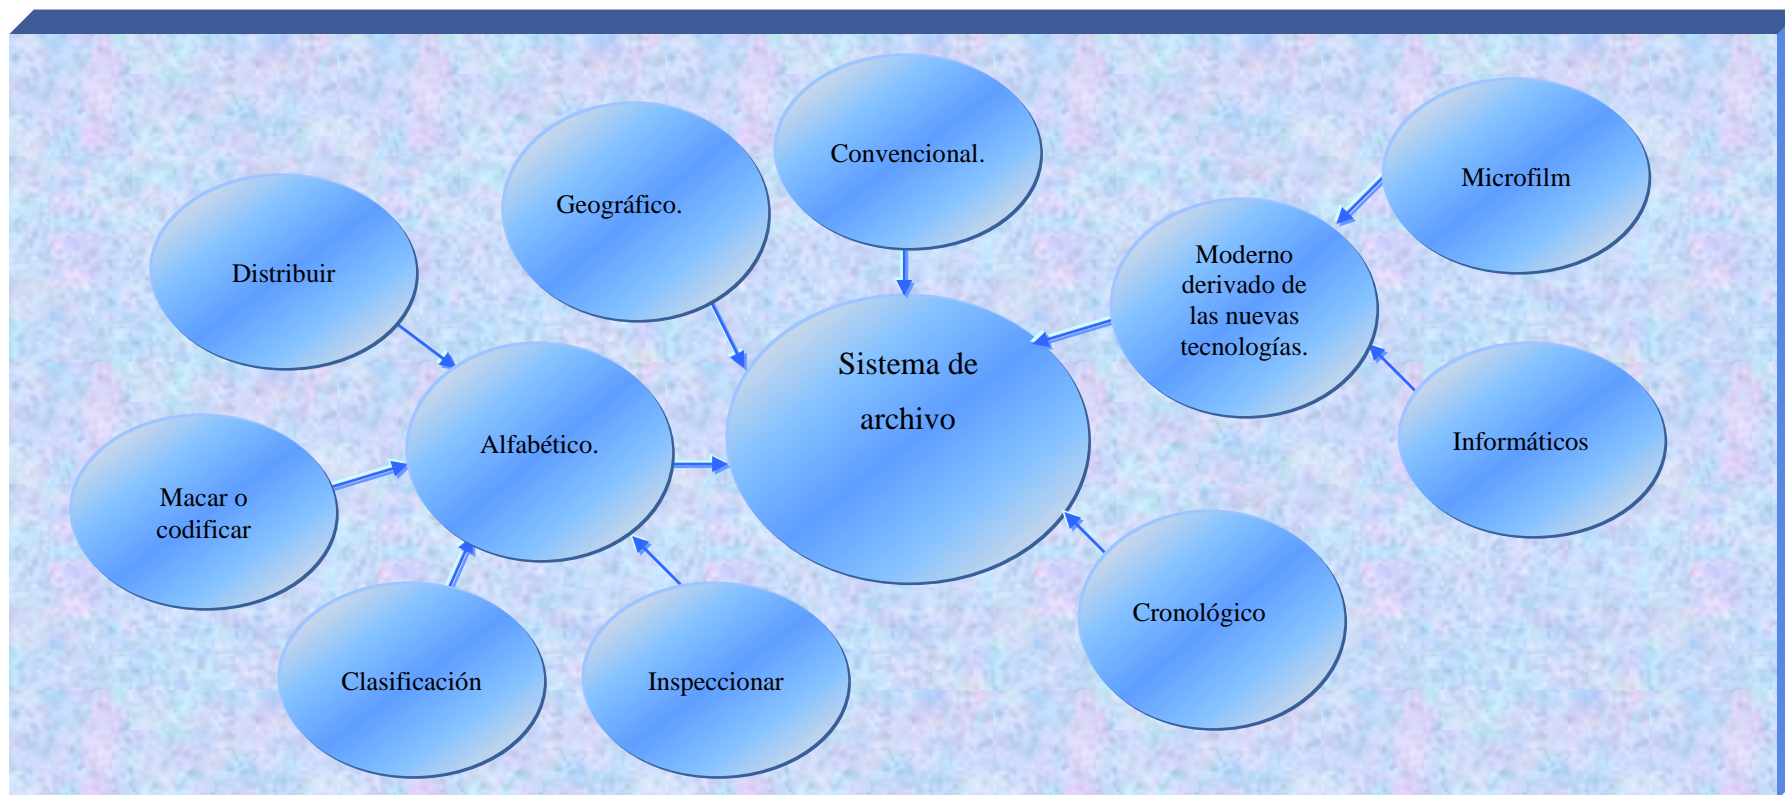 Convencional.
Microfilm
Geográfico.
Moderno
derivado de
las nuevas
tecnologías.
Distribuir
Sistema de
archivo
Alfabético.
Informáticos
Macar o
codificar
Cronológico
Clasificación
Inspeccionar